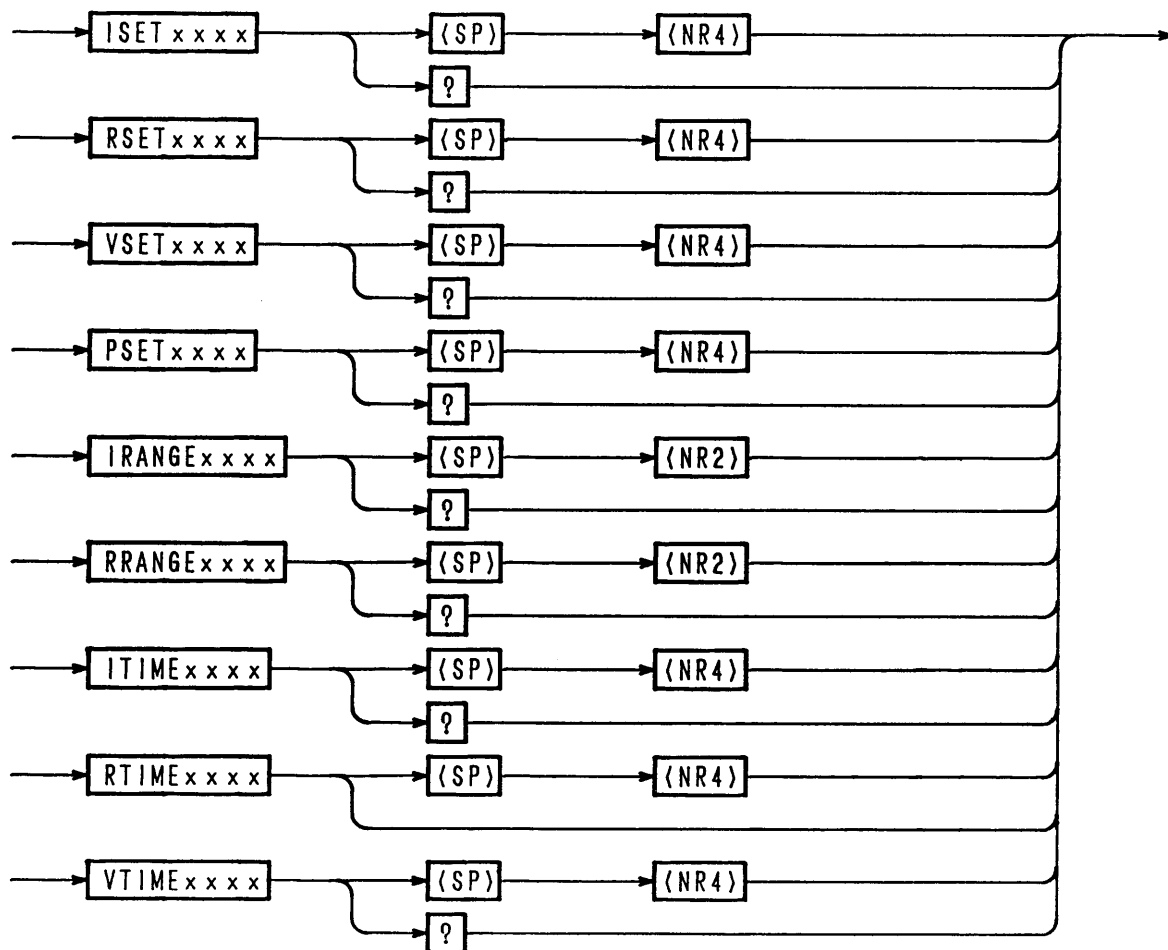 ISETxxxx ⟨SP⟩ ⟨NR4⟩
?
RSETxxxx ⟨SP⟩ ⟨NR4⟩
?
VSETxxxx ⟨SP⟩ ⟨NR4⟩
?
PSETxxxx ⟨SP⟩ ⟨NR4⟩
?
IRANGExxxx ⟨SP⟩ ⟨NR2⟩
?
RRANGExxxx ⟨SP⟩ ⟨NR2⟩
?
ITIMExxxx ⟨SP⟩ ⟨NR4⟩
?
RTIMExxxx ⟨SP⟩ ⟨NR4⟩
VTIMExxxx ⟨SP⟩ ⟨NR4⟩
?